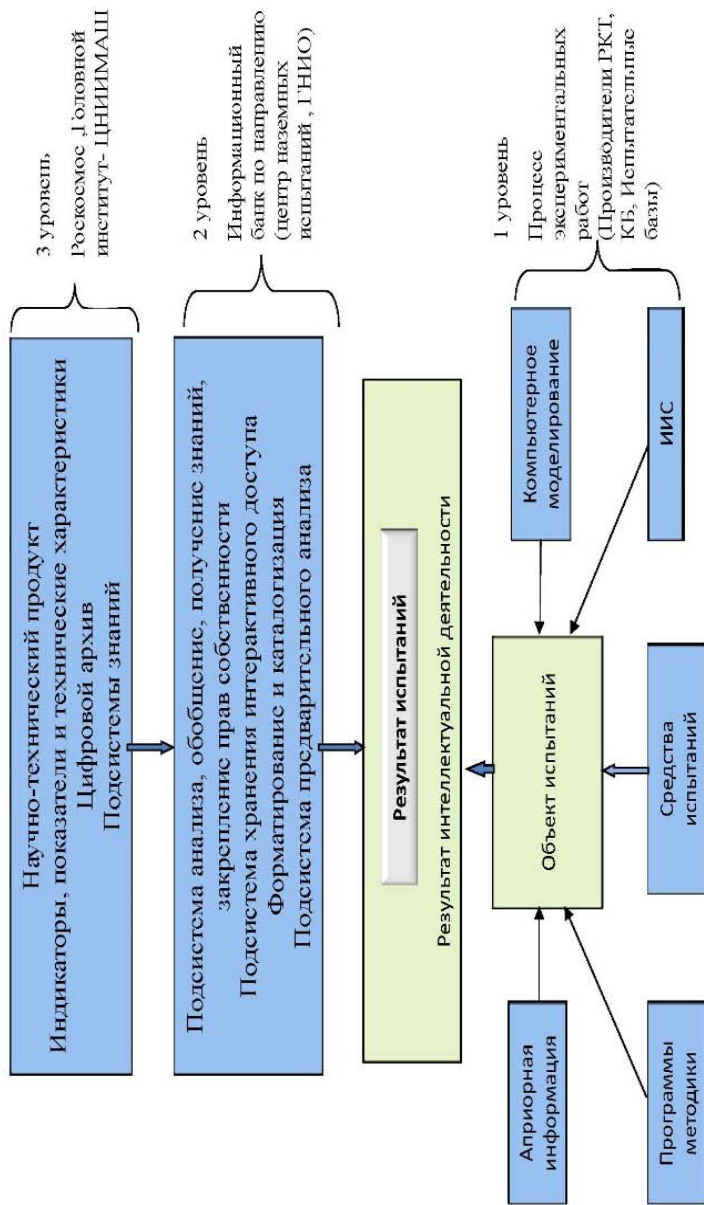 Научно-технический продукт
Индикаторы, показатели и технические характеристики
Цифровой архив
Подсистемы знаний
3 уровень
Роскосмос ,Головной
институт- ЦНИИМАШ
Подсистема анализа, обобщение, получение знаний,
закрепление прав собственности
Подсистема хранения интерактивного доступа
Форматирование и каталогизация
Подсистема предварительного анализа
2 уровень
Информационный
банк по направлению
(центр наземных
испытаний , ГНИО)
Результат испытаний
Результат интеллектуальной деятельности
Априорная
информация
Объект испытаний
Компьютерное
моделирование
Программы
методики
Средства
испытаний
ИИС
1 уровень
Процесс
экспериментальных
работ
(Производители РКТ,
КБ, Испытательные
базы)